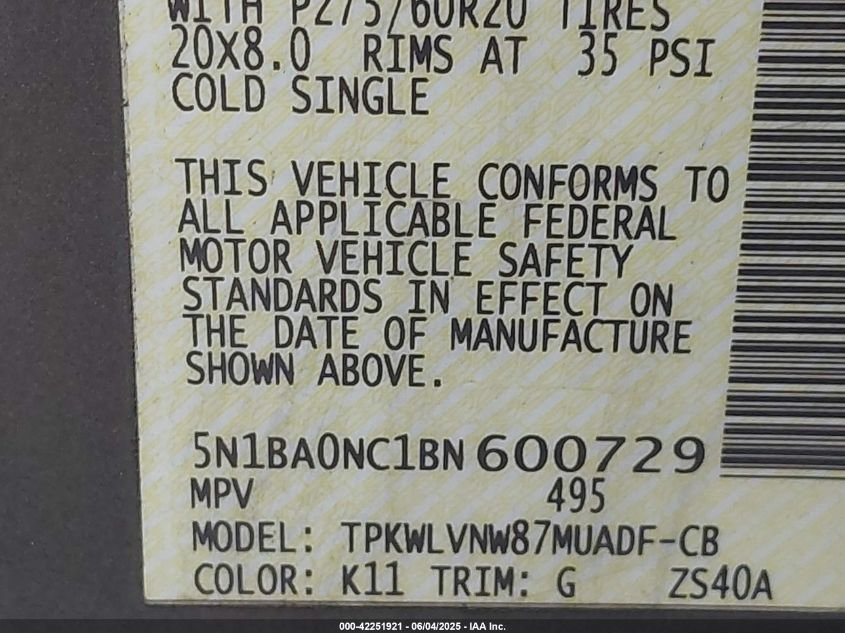 WITH P275/60R20 TIRES
20X8.0 RIMS AT 35 PSI
COLD SINGLE
THIS VEHICLE CONFORMS TO
ALL APPLICABLE FEDERAL
MOTOR VEHICLE SAFETY
STANDARDS IN EFFECT ON
THE DATE OF MANUFACTURE
SHOWN ABOVE.
5N1BA0NC1BN600729
MPV 495
MODEL: TPKWLVNW87MUADF-CB
COLOR: K11 TRIM: G ZS40A
000-42251921 - 06/04/2025 - IAA Inc.